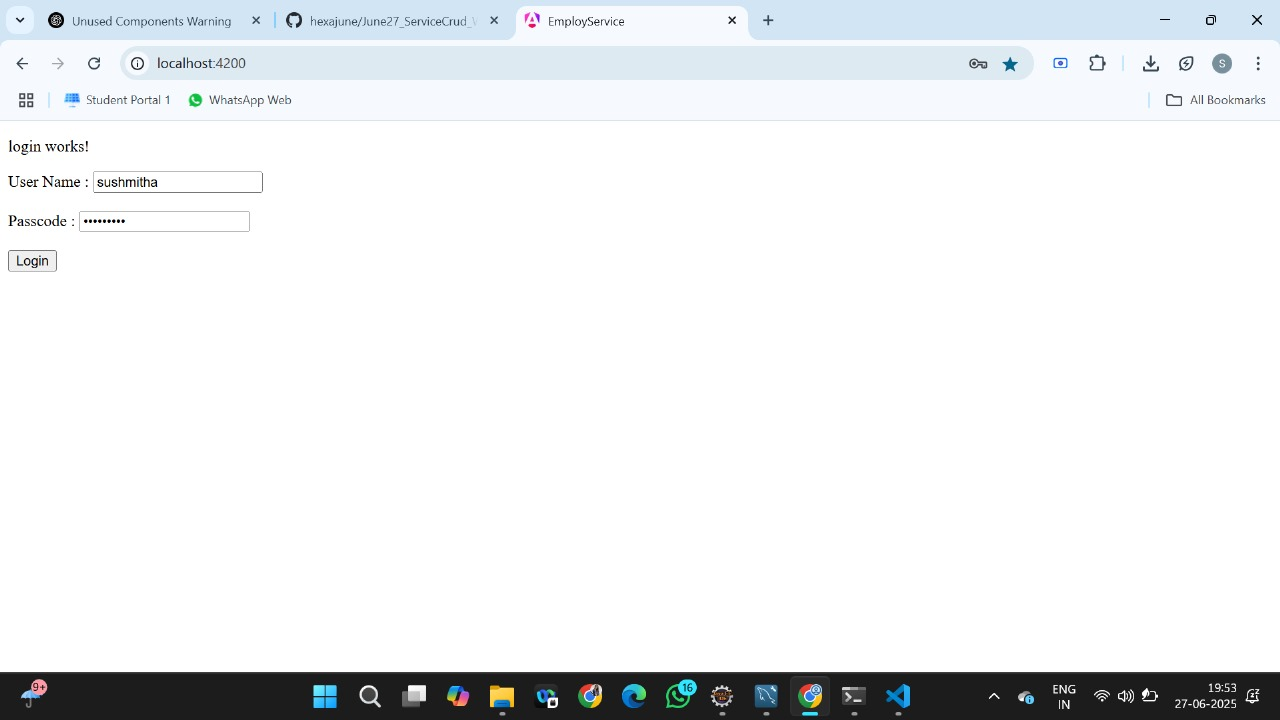 Unused Components Warning
hexajune/June27_ServiceCrud_
EmployService
localhost:4200
S
Student Portal 1
WhatsApp Web
All Bookmarks
login works!
User Name : sushmitha
Passcode : •••••••••
Login
9+
16
ENG
IN
19:53
27-06-2025